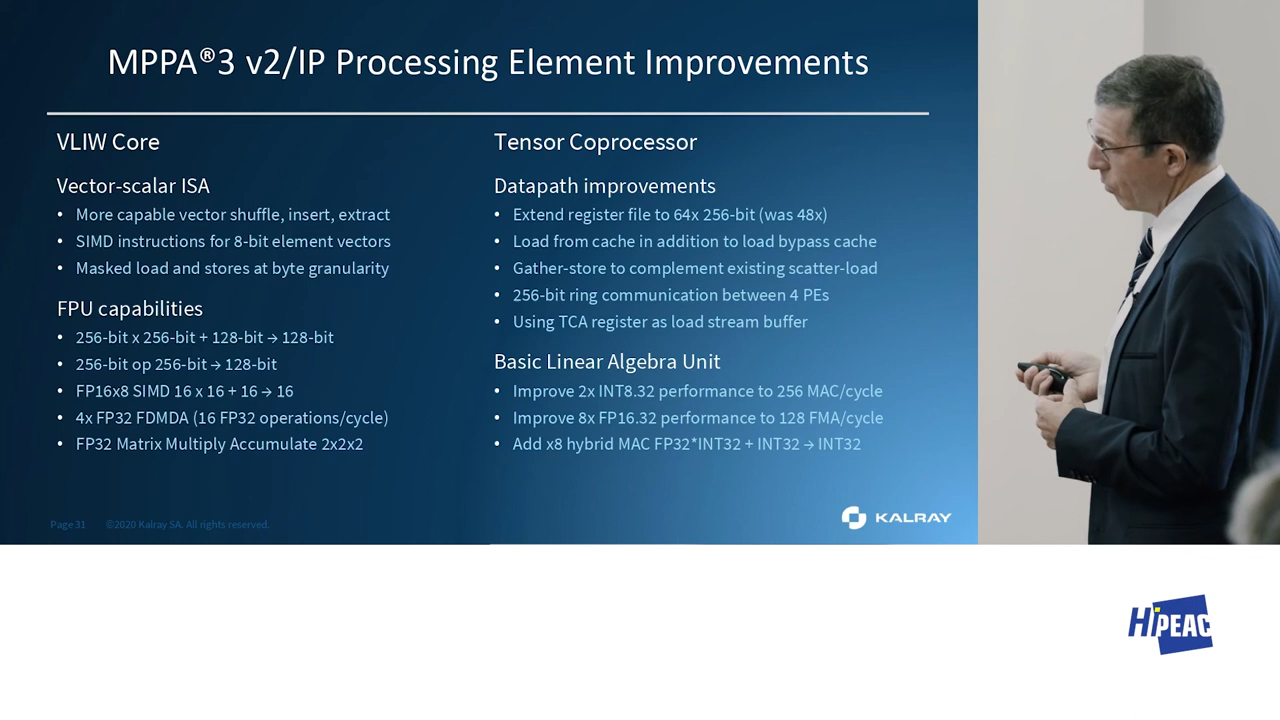 MPPA®3 v2/IP Processing Element Improvements
VLIW Core
Vector-scalar ISA
• More capable vector shuffle, insert, extract
• SIMD instructions for 8-bit element vectors
• Masked load and stores at byte granularity
FPU capabilities
• 256-bit x 256-bit + 128-bit → 128-bit
• 256-bit op 256-bit → 128-bit
• FP16x8 SIMD 16 x 16 + 16 → 16
• 4x FP32 FDMDA (16 FP32 operations/cycle)
• FP32 Matrix Multiply Accumulate 2x2x2
Tensor Coprocessor
Datapath improvements
• Extend register file to 64x 256-bit (was 48x)
• Load from cache in addition to load bypass cache
• Gather-store to complement existing scatter-load
• 256-bit ring communication between 4 PEs
• Using TCA register as load stream buffer
Basic Linear Algebra Unit
• Improve 2x INT8.32 performance to 256 MAC/cycle
• Improve 8x FP16.32 performance to 128 FMA/cycle
• Add x8 hybrid MAC FP32*INT32 + INT32 → INT32
Page 31 ©2020 Kalray SA. All rights reserved.
KALRAY
HiPEAC